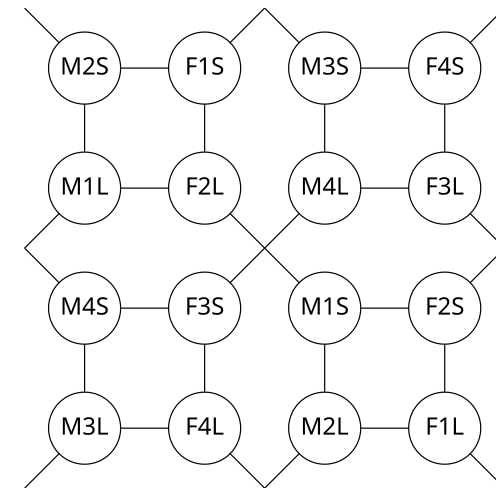 M2S F1S M3S F4S
M1L F2L M4L F3L
M4S F3S M1S F2S
M3L F4L M2L F1L